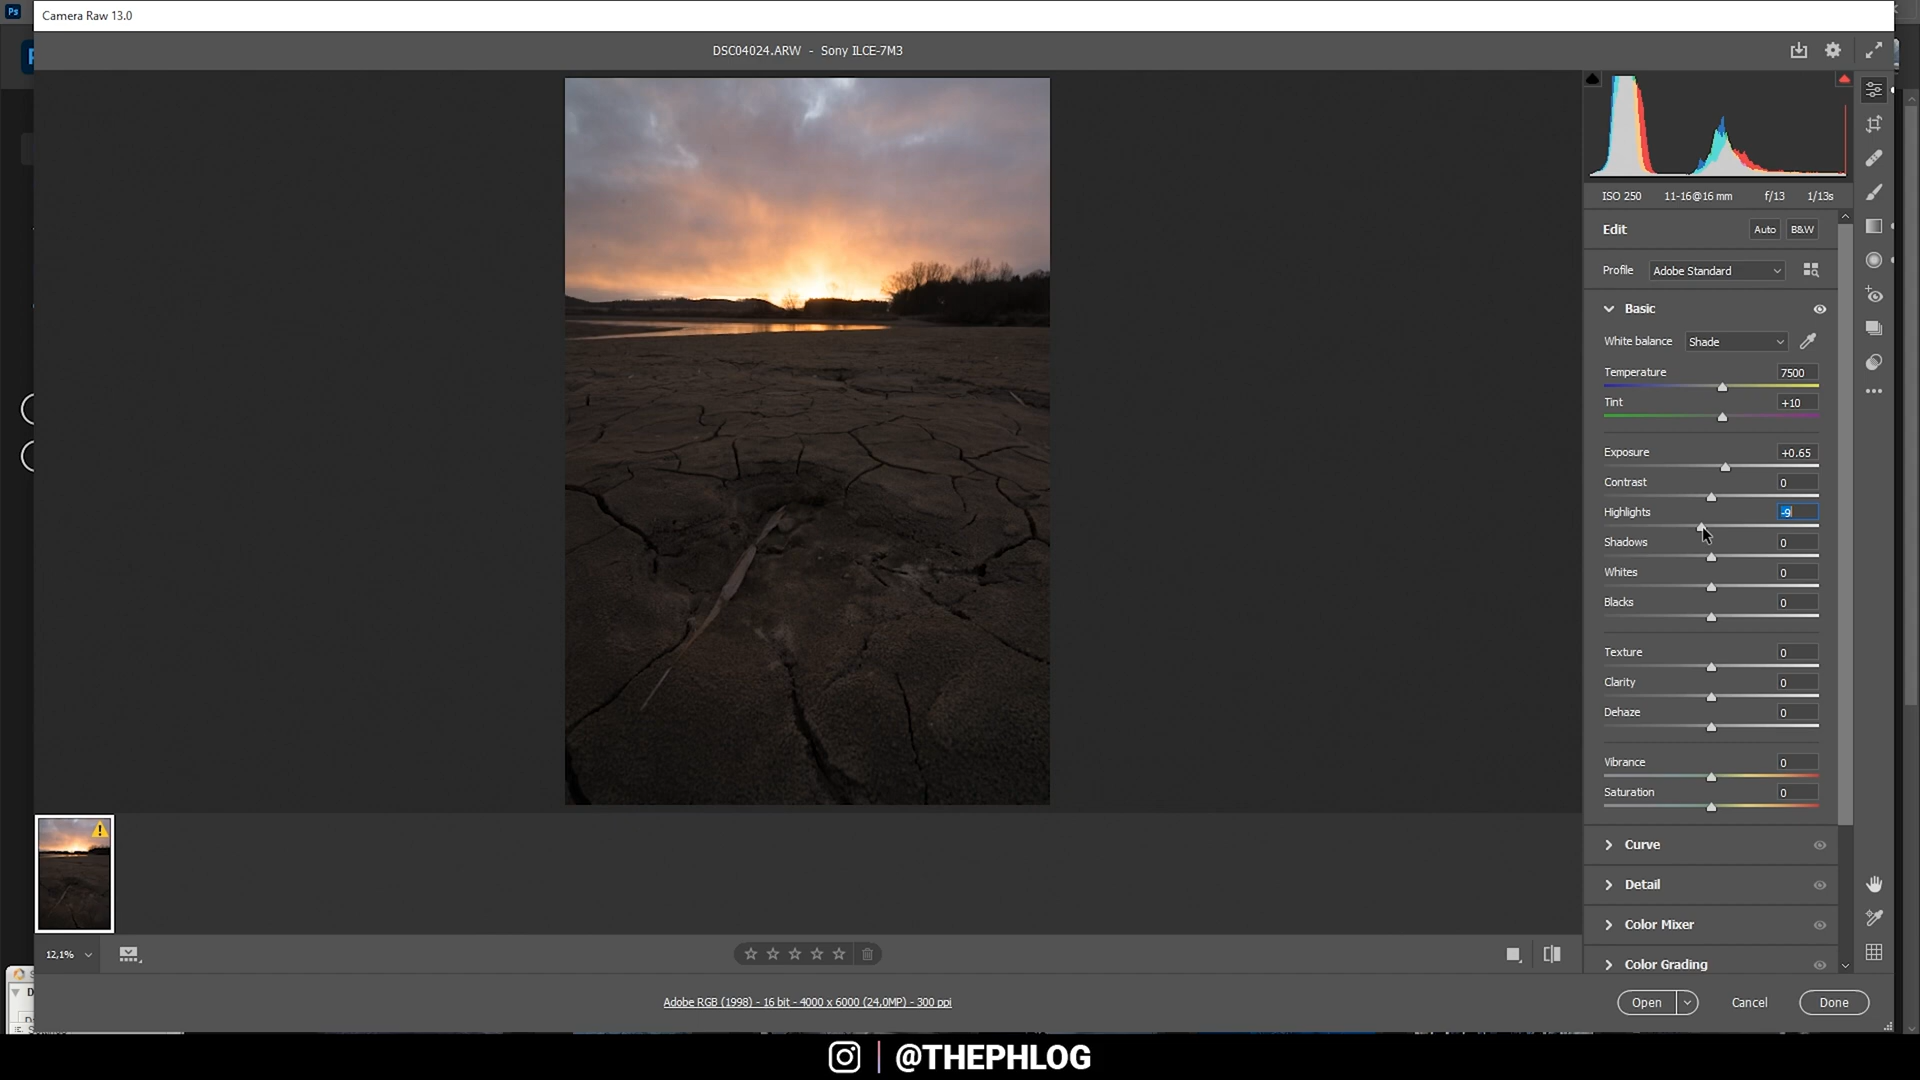 Ps
Camera Raw 13.0
DSC04024.ARW - Sony ILCE-7M3
ISO 250 11-16@16 mm f/13 1/13s
Edit Auto B&W
Profile Adobe Standard
Basic
White balance Shade
Temperature 7500
Tint +10
Exposure +0.65
Contrast 0
Highlights -9
Shadows 0
Whites 0
Blacks 0
Texture 0
Clarity 0
Dehaze 0
Vibrance 0
Saturation 0
Curve
Detail
Color Mixer
Color Grading
12,1%
Adobe RGB (1998) - 16 bit - 4000 x 6000 (24,0MP) - 300 ppi
Open Cancel Done
@THEPHLOG